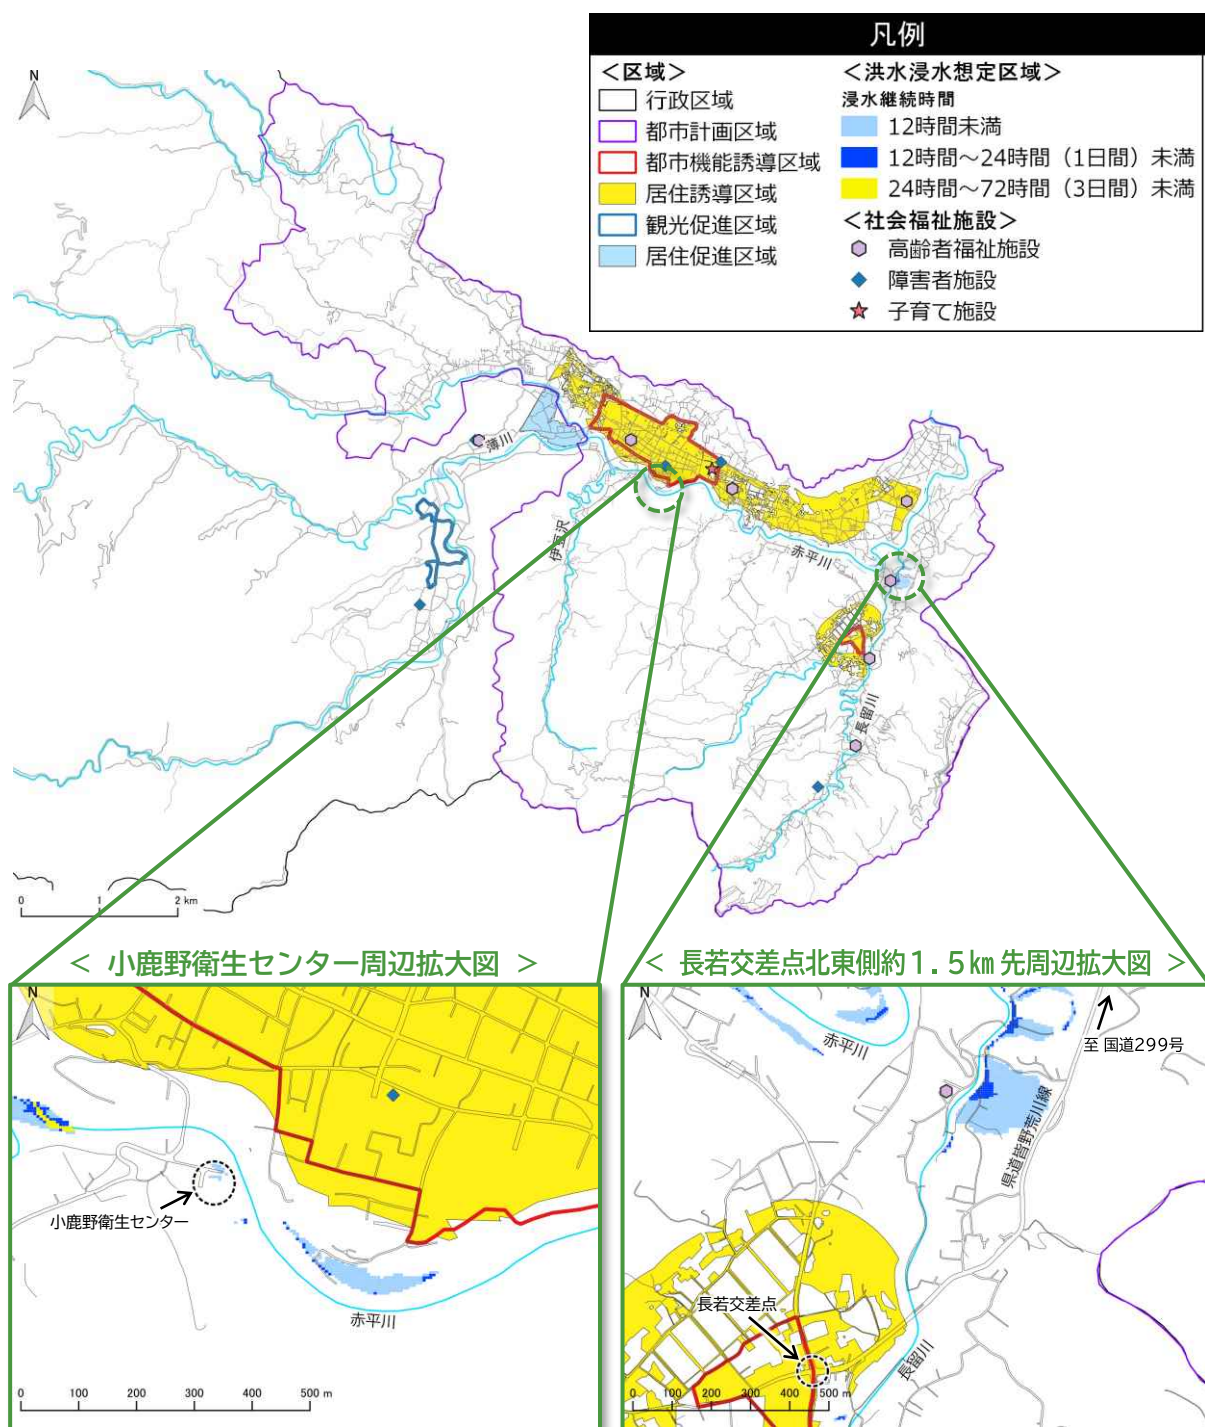 凡例
＜区域＞
行政区域
都市計画区域
都市機能誘導区域
居住誘導区域
観光促進区域
居住促進区域
＜洪水浸水想定区域＞
浸水継続時間
12時間未満
12時間～24時間（1日間）未満
24時間～72時間（3日間）未満
＜社会福祉施設＞
高齢者福祉施設
障害者施設
子育て施設
N
薄川
伊豆沢
赤平川
長留川
0 1 2 km
＜ 小鹿野衛生センター周辺拡大図 ＞
N
小鹿野衛生センター
赤平川
0 100 200 300 400 500 m
＜ 長若交差点北東側約１.５㎞先周辺拡大図 ＞
N
赤平川
至 国道299号
県道皆野荒川線
長若交差点
長留川
0 100 200 300 400 500 m